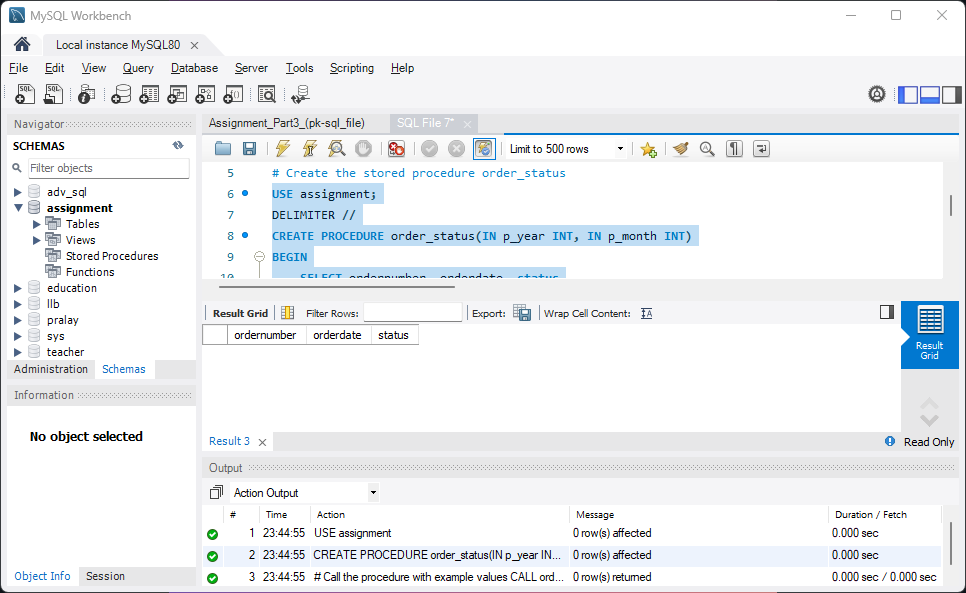 MySQL Workbench
Local instance MySQL80
File Edit View Query Database Server Tools Scripting Help
Navigator
SCHEMAS
Filter objects
adv_sql
assignment
Tables
Views
Stored Procedures
Functions
education
llb
pralay
sys
teacher
Administration Schemas
Information
No object selected
Object Info Session
Assignment_Part3_(pk-sql_file) SQL File 7*
Limit to 500 rows
5 # Create the stored procedure order_status
6 USE assignment;
7 DELIMITER //
8 CREATE PROCEDURE order_status(IN p_year INT, IN p_month INT)
9 BEGIN
10 SELECT ordernumber, orderdate, status
Result Grid Filter Rows: Export: Wrap Cell Content: IA
ordernumber orderdate status
Result Grid
Result 3 Read Only
Output
Action Output
# Time Action Message Duration / Fetch
1 23:44:55 USE assignment 0 row(s) affected 0.000 sec
2 23:44:55 CREATE PROCEDURE order_status(IN p_year IN... 0 row(s) affected 0.000 sec
3 23:44:55 # Call the procedure with example values CALL ord... 0 row(s) returned 0.000 sec / 0.000 sec